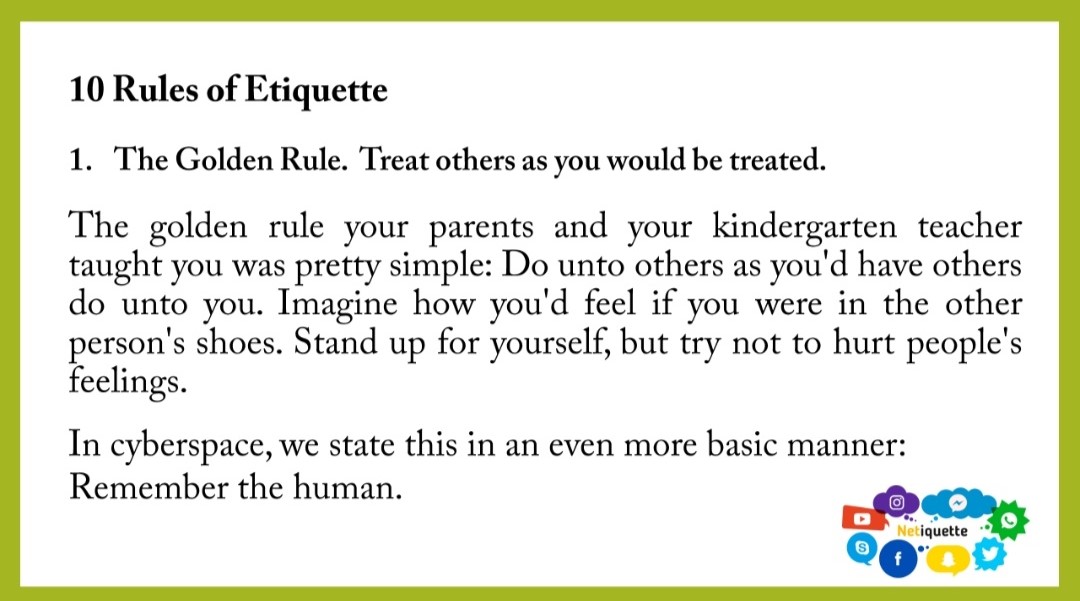 10 Rules of Etiquette
1. The Golden Rule. Treat others as you would be treated.
The golden rule your parents and your kindergarten teacher
taught you was pretty simple: Do unto others as you'd have others
do unto you. Imagine how you'd feel if you were in the other
person's shoes. Stand up for yourself, but try not to hurt people's
feelings.
In cyberspace, we state this in an even more basic manner:
Remember the human.
Netiquette